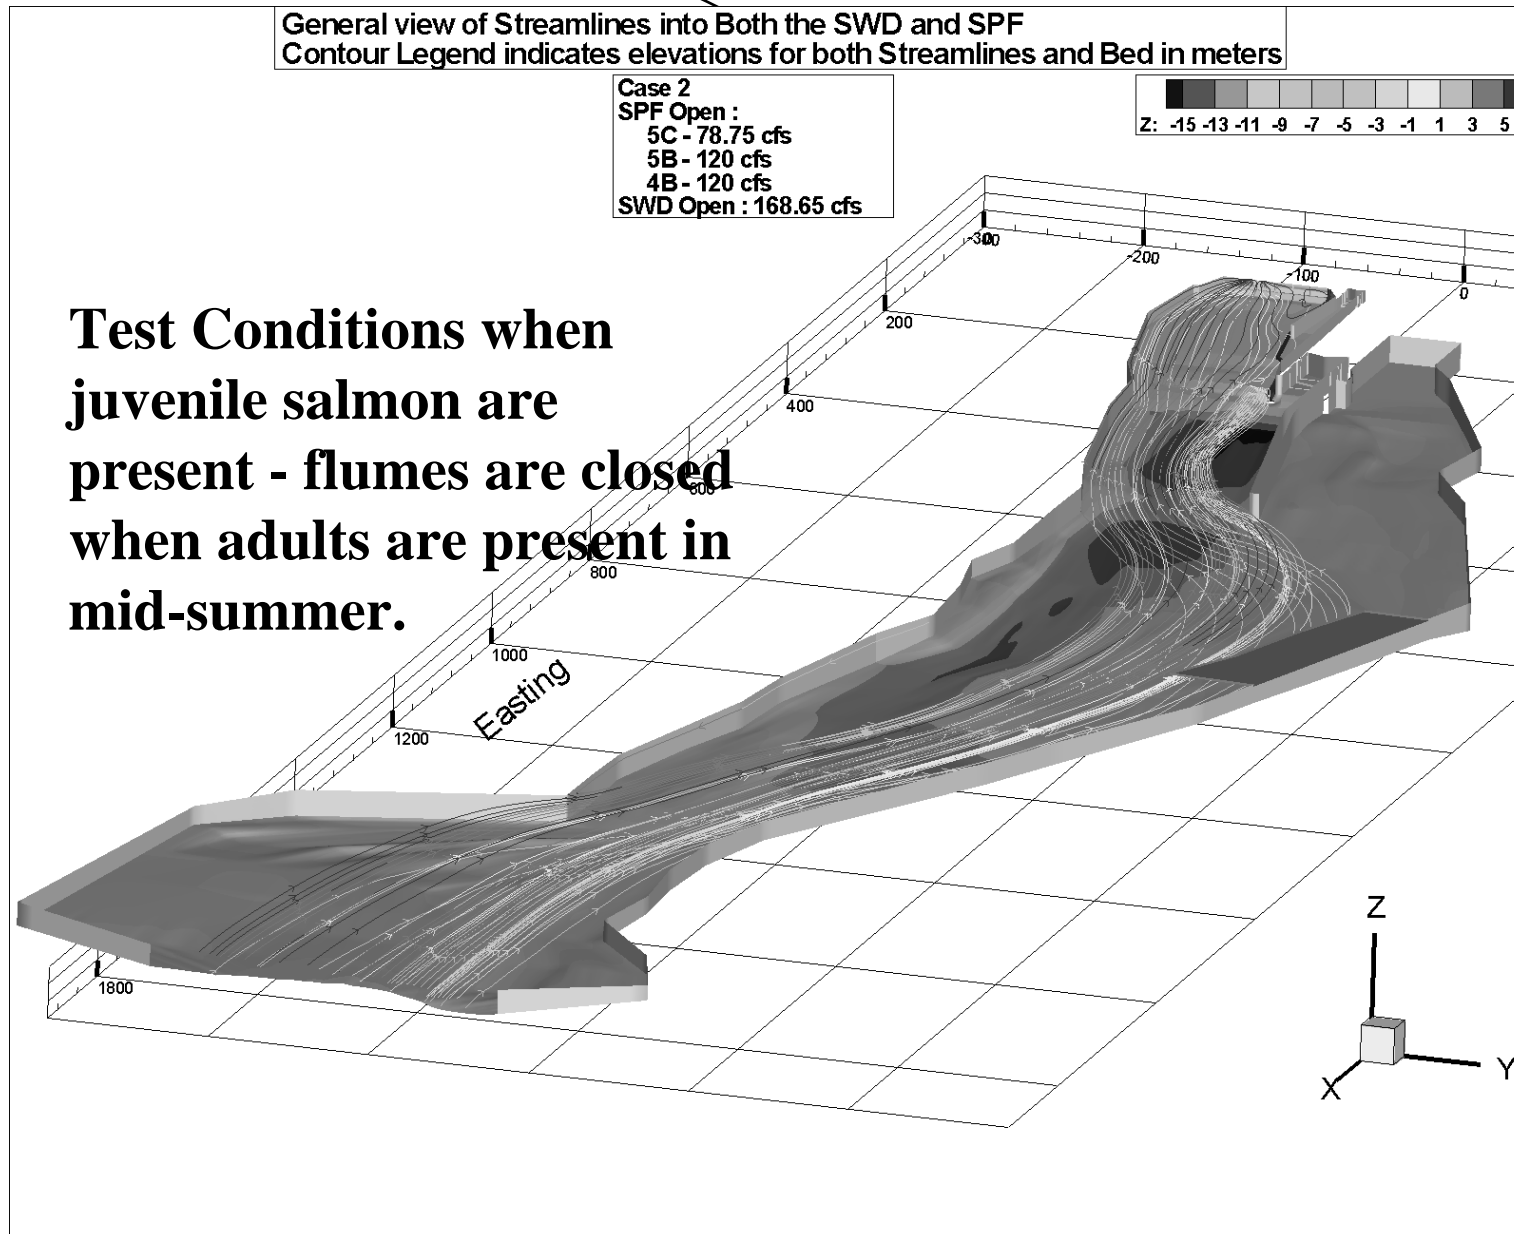 General view of Streamlines into Both the SWD and SPF
Contour Legend indicates elevations for both Streamlines and Bed in meters
Case 2
SPF Open :
5C - 78.75 cfs
5B - 120 cfs
4B - 120 cfs
SWD Open : 168.65 cfs
Z: -15 -13 -11 -9 -7 -5 -3 -1 1 3 5
Test Conditions when
juvenile salmon are
present - flumes are closed
when adults are present in
mid-summer.
-200
-100
0
200
400
600
800
1000
1200
Easting
1800
Z
Y
X